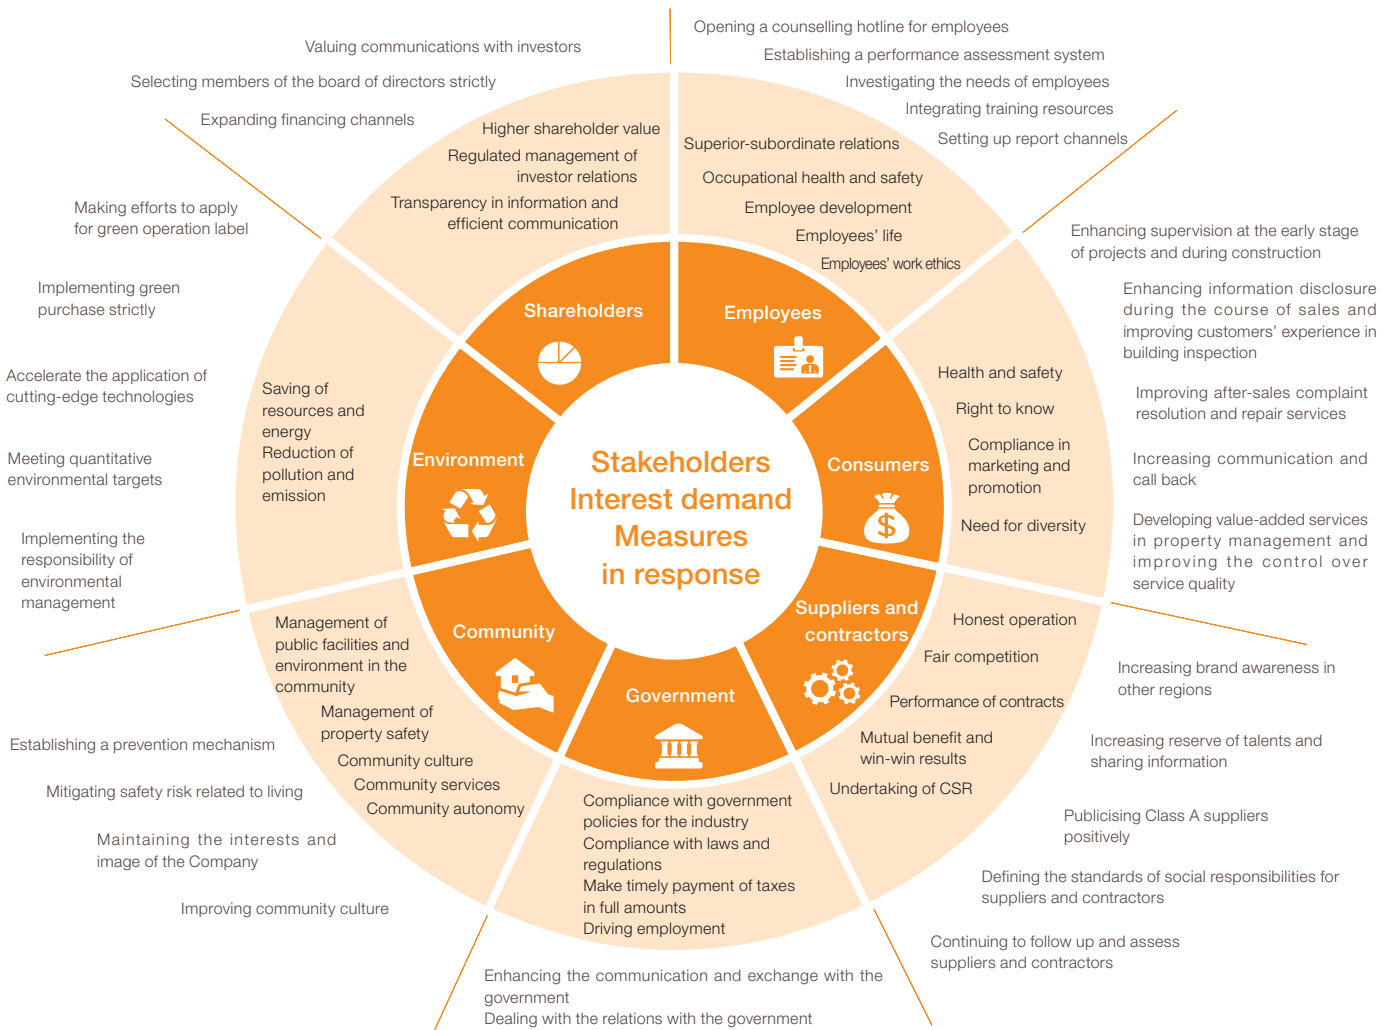 Stakeholders
Interest demand
Measures
in response
Shareholders
Higher shareholder value
Regulated management of
investor relations
Transparency in information and
efficient communication
Valuing communications with investors
Selecting members of the board of directors strictly
Expanding financing channels
Employees
Superior-subordinate relations
Occupational health and safety
Employee development
Employees’ life
Employees’ work ethics
Opening a counselling hotline for employees
Establishing a performance assessment system
Investigating the needs of employees
Integrating training resources
Setting up report channels
Consumers
Health and safety
Right to know
Compliance in
marketing and
promotion
Need for diversity
Enhancing supervision at the early stage
of projects and during construction
Enhancing information disclosure
during the course of sales and
improving customers’ experience in
building inspection
Improving after-sales complaint
resolution and repair services
Increasing communication and
call back
Developing value-added services
in property management and
improving the control over
service quality
Suppliers and
contractors
Honest operation
Fair competition
Performance of contracts
Mutual benefit and
win-win results
Undertaking of CSR
Increasing brand awareness in
other regions
Increasing reserve of talents and
sharing information
Publicising Class A suppliers
positively
Defining the standards of social responsibilities for
suppliers and contractors
Continuing to follow up and assess
suppliers and contractors
Government
Compliance with government
policies for the industry
Compliance with laws and
regulations
Make timely payment of taxes
in full amounts
Driving employment
Enhancing the communication and exchange with the
government
Dealing with the relations with the government
Community
Management of
public facilities and
environment in the
community
Management of
property safety
Community culture
Community services
Community autonomy
Establishing a prevention mechanism
Mitigating safety risk related to living
Maintaining the interests and
image of the Company
Improving community culture
Environment
Saving of
resources and
energy
Reduction of
pollution and
emission
Making efforts to apply
for green operation label
Implementing green
purchase strictly
Accelerate the application of
cutting-edge technologies
Meeting quantitative
environmental targets
Implementing the
responsibility of
environmental
management